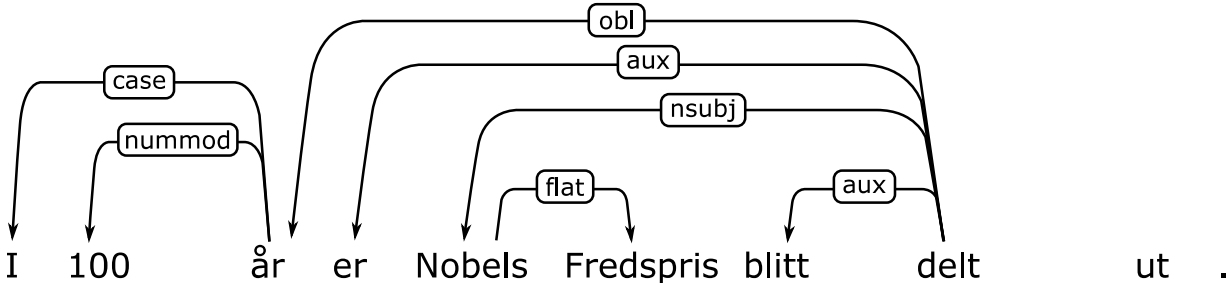 obl
aux
case
nsubj
nummod
flat
aux
I 100 år er Nobels Fredspris blitt delt ut .